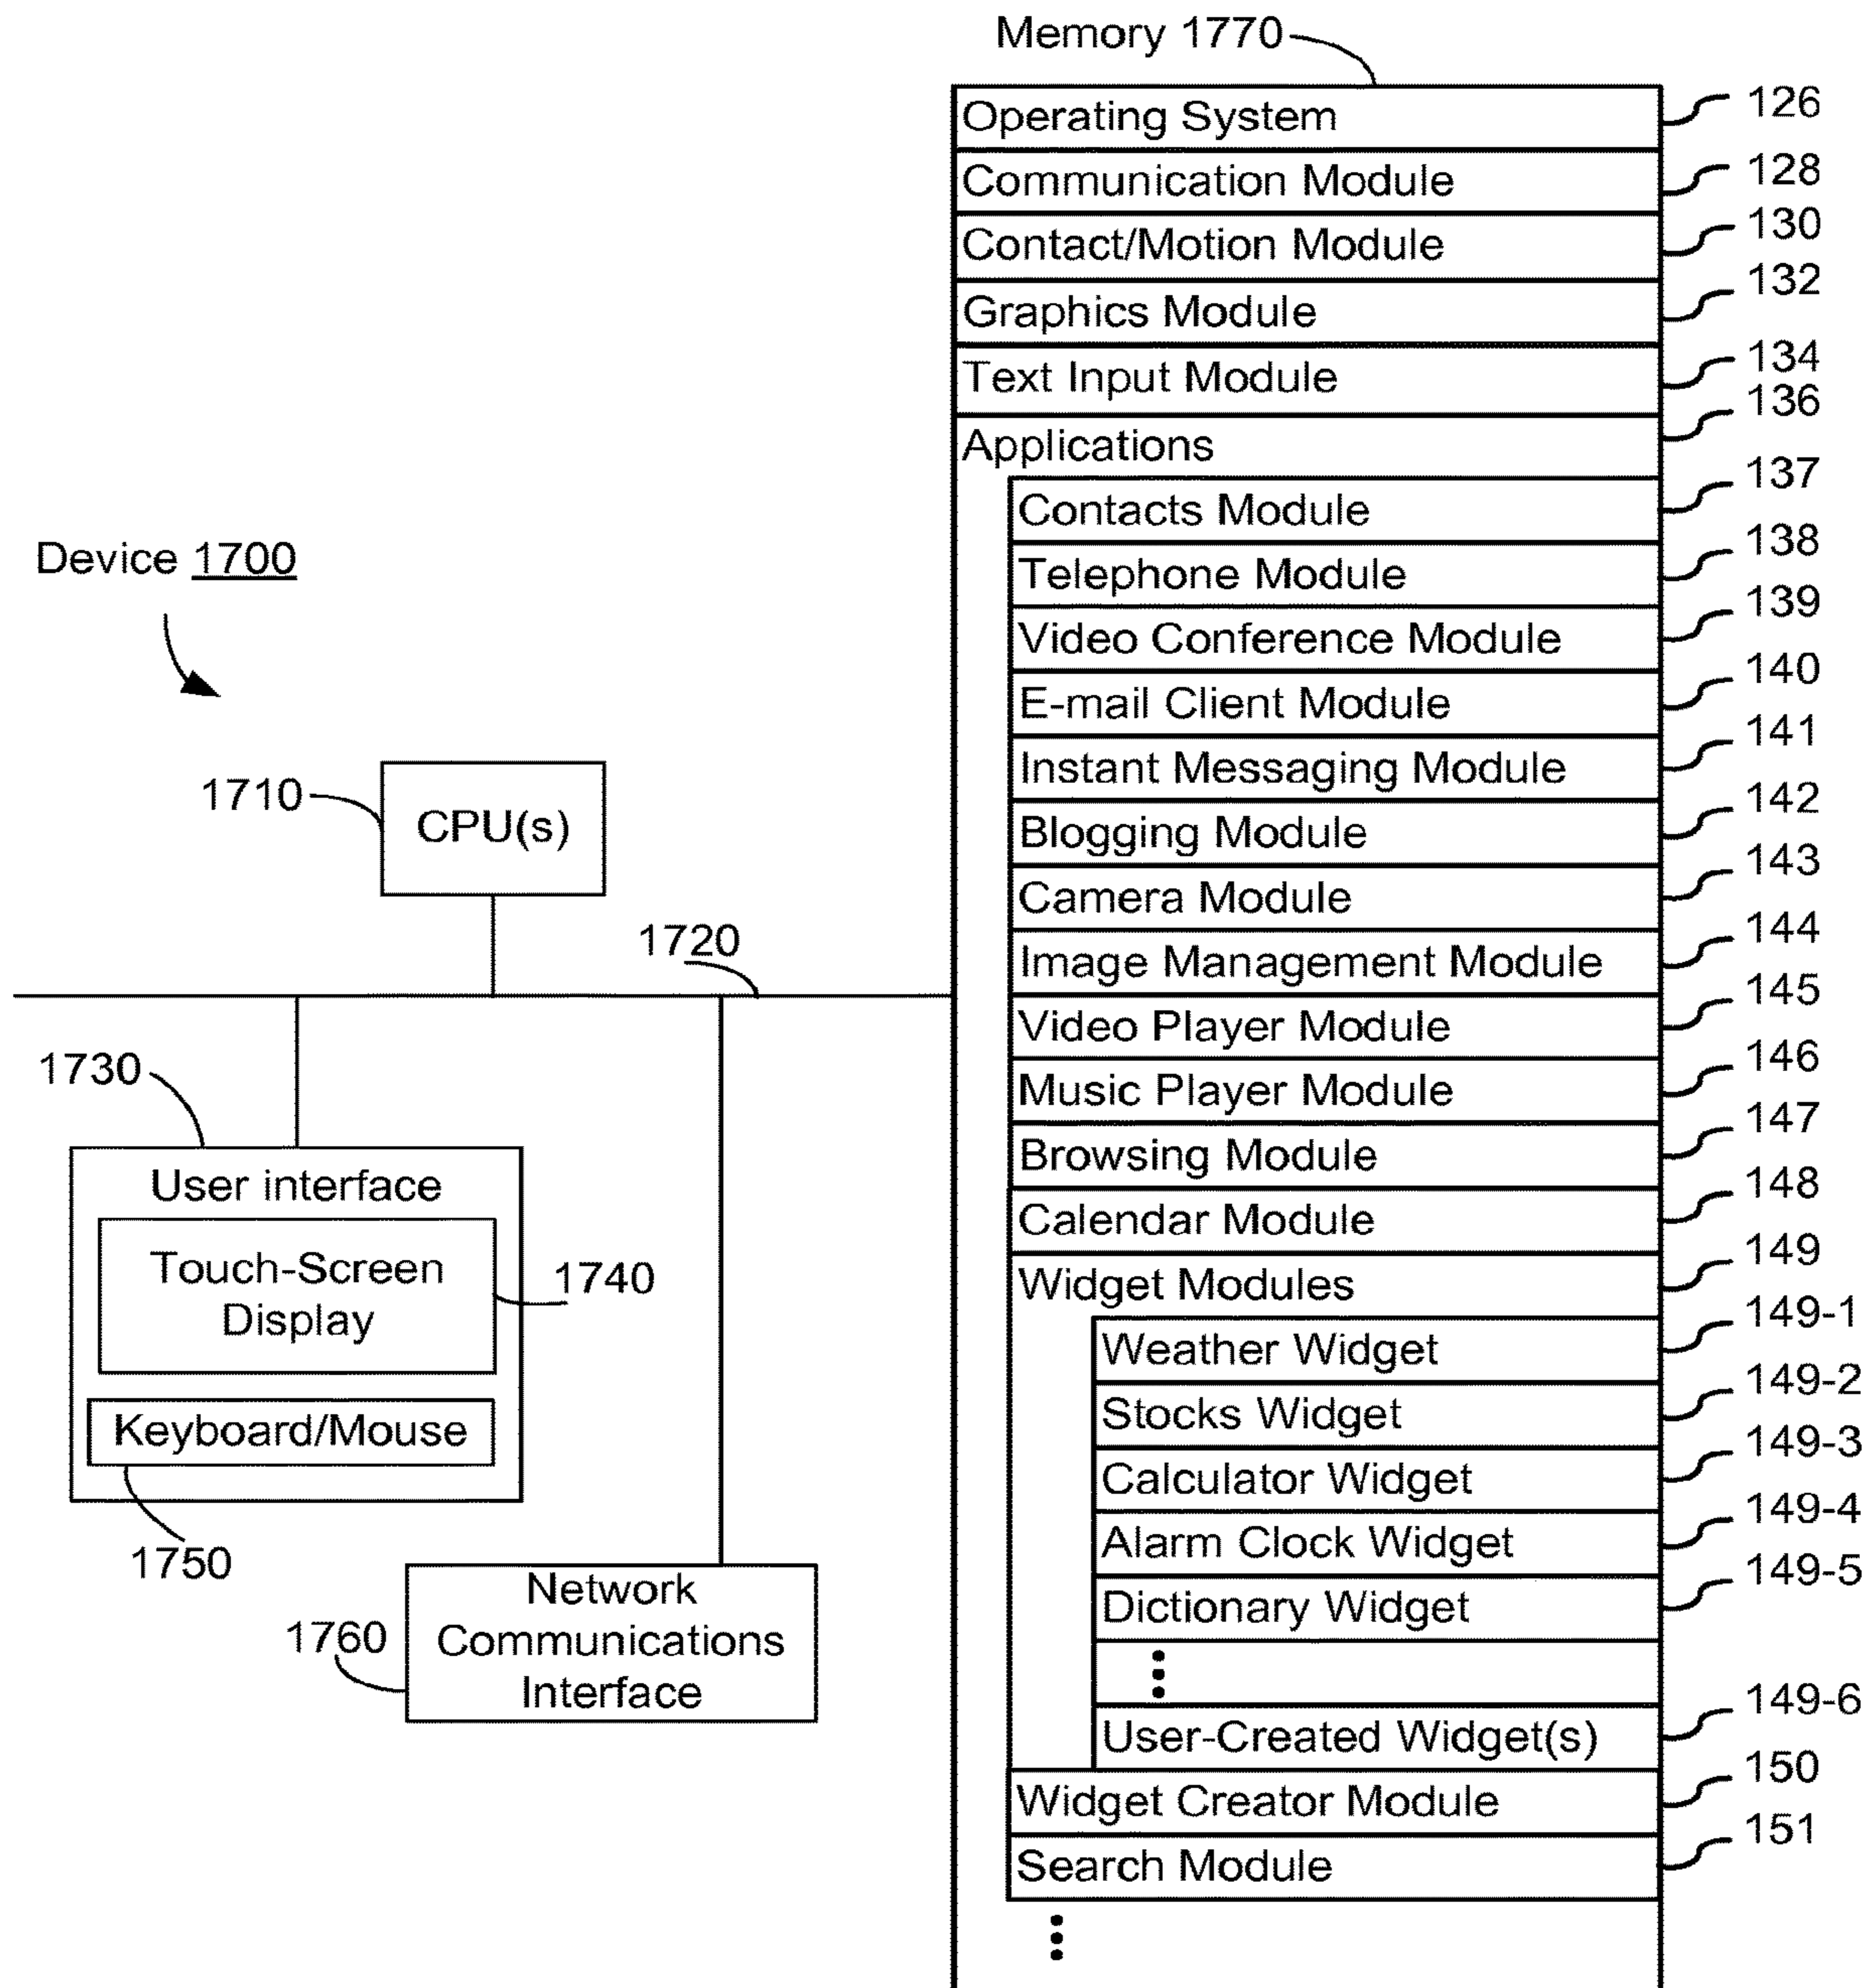 Memory 1770
Operating System 126
Communication Module 128
Contact/Motion Module 130
Graphics Module 132
Text Input Module 134
Applications 136
Contacts Module 137
Telephone Module 138
Video Conference Module 139
E-mail Client Module 140
Instant Messaging Module 141
Blogging Module 142
Camera Module 143
Image Management Module 144
Video Player Module 145
Music Player Module 146
Browsing Module 147
Calendar Module 148
Widget Modules 149
Weather Widget 149-1
Stocks Widget 149-2
Calculator Widget 149-3
Alarm Clock Widget 149-4
Dictionary Widget 149-5
User-Created Widget(s) 149-6
Widget Creator Module 150
Search Module 151
Device 1700
1710
CPU(s)
1720
1730
User interface
Touch-Screen
Display
1740
Keyboard/Mouse
1750
Network
Communications
Interface
1760